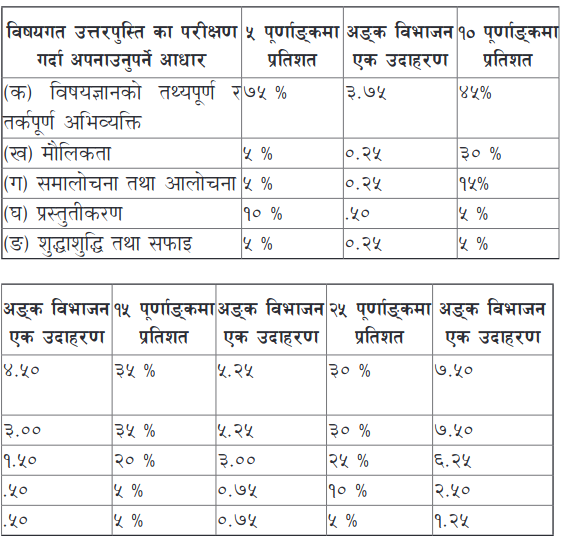 विषयगत उत्तरपुस्ति का परीक्षण ५ पूर्णाङ्कमा अङ्क विभाजन १० पूर्णाङ्कमा
गर्दा अपनाउनुपर्ने आधार प्रतिशत एक उदाहरण प्रतिशत
(क) विषयज्ञानको तथ्यपूर्ण र ७५ % ३.७५ ४५%
तर्कपूर्ण अभिव्यक्ति
(ख) मौलिकता ५ % ०.२५ ३० %
(ग) समालोचना तथा आलोचना ५ % ०.२५ १५%
(घ) प्रस्तुतीकरण १० % .५० ५ %
(ङ) शुद्धाशुद्धि तथा सफाइ ५ % ०.२५ ५ %
अङ्क विभाजन १५ पूर्णाङ्कमा अङ्क विभाजन २५ पूर्णाङ्कमा अङ्क विभाजन
एक उदाहरण प्रतिशत एक उदाहरण प्रतिशत एक उदाहरण
४.५० ३५ % ५.२५ ३० % ७.५०
३.०० ३५ % ५.२५ ३० % ७.५०
१.५० २० % ३.०० २५ % ६.२५
.५० ५ % ०.७५ १० % २.५०
.५० ५ % ०.७५ ५ % १.२५